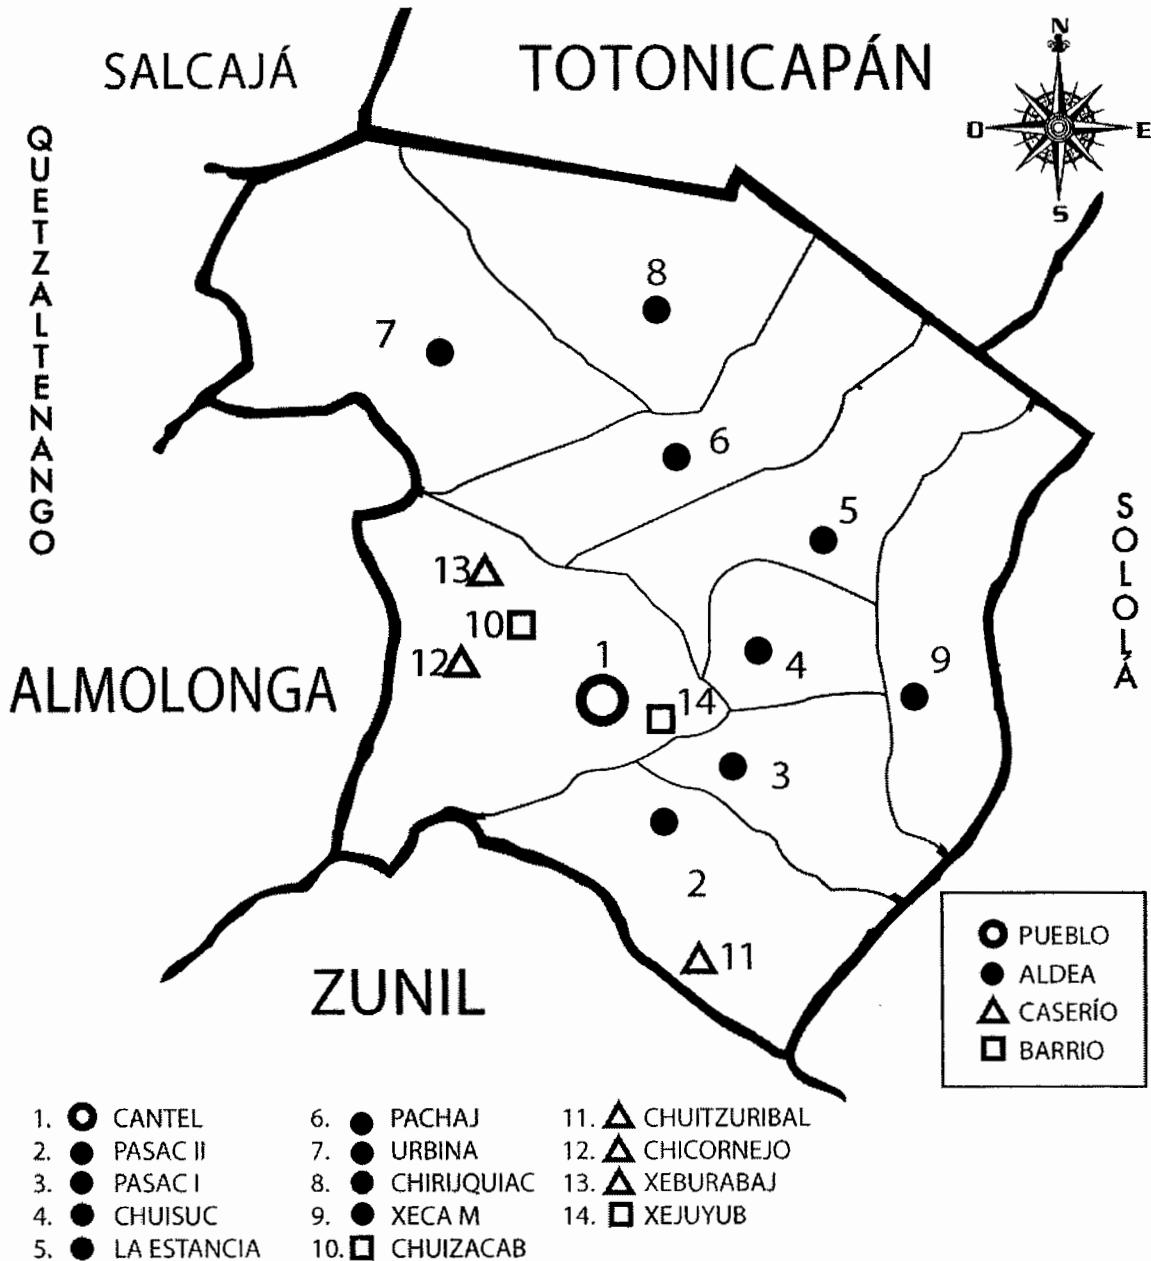 SALCAJÁ
TOTONICAPÁN
N
O
E
S
QUETZALTENANGO
8
7
6
5
SOLOLÁ
13
10
12
1
4
9
ALMOLONGA
14
3
2
11
ZUNIL
PUEBLO
ALDEA
CASERÍO
BARRIO
1. CANTEL
2. PASAC II
3. PASAC I
4. CHUISUC
5. LA ESTANCIA
6. PACHAJ
7. URBINA
8. CHIRIJQUIAC
9. XECA M
10. CHUIZACAB
11. CHUITZURIBAL
12. CHICORNEJO
13. XEBURABAJ
14. XEJUYUB